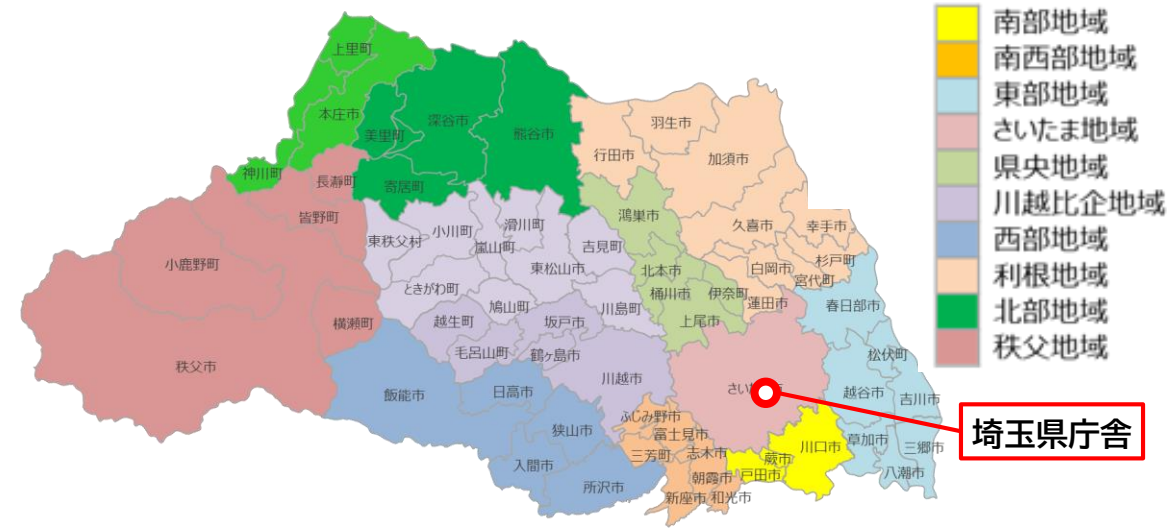 南部地域
南西部地域
東部地域
さいたま地域
県央地域
川越比企地域
西部地域
利根地域
北部地域
秩父地域
上里町
本庄市
美里町
深谷市
熊谷市
神川町
長瀞町
寄居町
皆野町
小鹿野町
横瀬町
秩父市
羽生市
行田市
加須市
鴻巣市
久喜市
幸手市
東秩父村
小川町
滑川町
嵐山町
吉見町
東松山市
北本市
白岡市
杉戸町
宮代町
ときがわ町
桶川市
伊奈町
蓮田市
春日部市
鳩山町
川島町
上尾市
越生町
坂戸市
毛呂山町
鶴ヶ島市
川越市
松伏町
飯能市
日高市
越谷市
吉川市
ふじみ野市
富士見市
狭山市
三芳町
志木市
蕨市
川口市
草加市
三郷市
入間市
所沢市
朝霞市
戸田市
八潮市
新座市
和光市
埼玉県庁舎